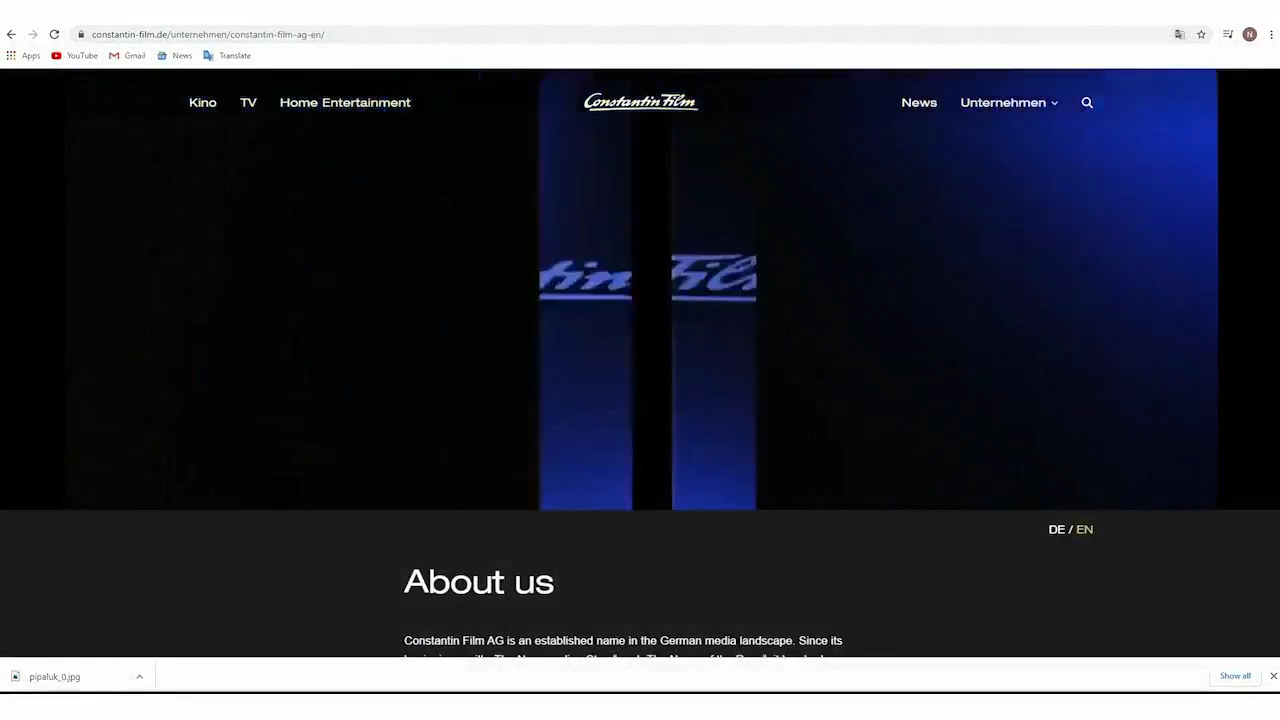 constantin-film.de/unternehmen/constantin-film-ag-en/
N
Apps YouTube Gmail News Translate
Kino TV Home Entertainment Constantin Film News Unternehmen
tin Fil
DE / EN
About us
Constantin Film AG is an established name in the German media landscape. Since its
pipaluk_0.jpg Show all